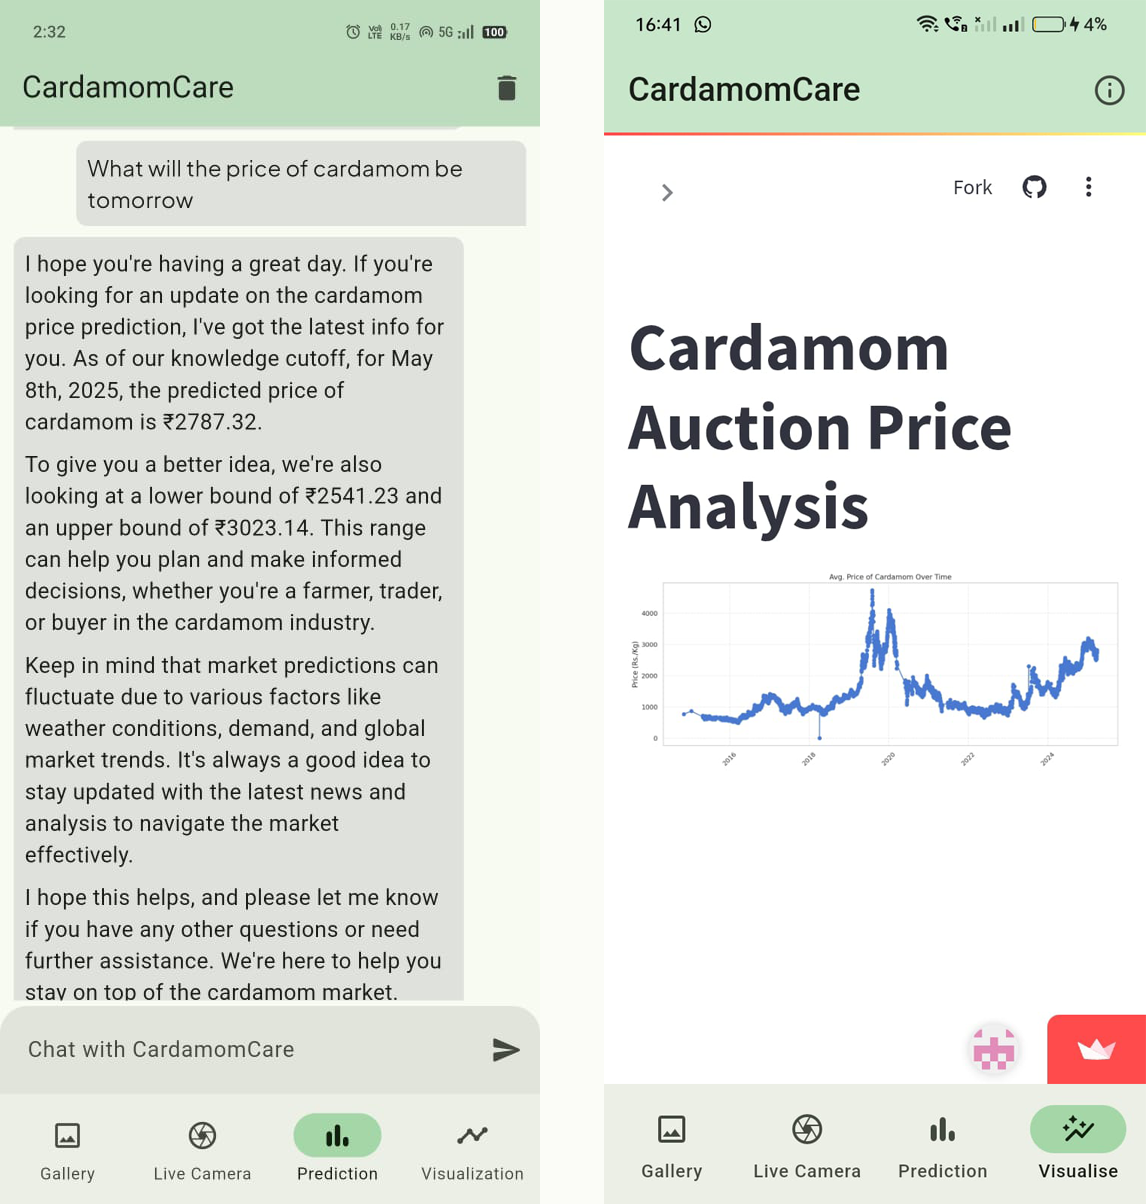 2:32
Vo)
LTE
0.17
KB/s
5G
100
CardamomCare
What will the price of cardamom be
tomorrow
I hope you're having a great day. If you're
looking for an update on the cardamom
price prediction, I've got the latest info for
you. As of our knowledge cutoff, for May
8th, 2025, the predicted price of
cardamom is ₹2787.32.
To give you a better idea, we're also
looking at a lower bound of ₹2541.23 and
an upper bound of ₹3023.14. This range
can help you plan and make informed
decisions, whether you're a farmer, trader,
or buyer in the cardamom industry.
Keep in mind that market predictions can
fluctuate due to various factors like
weather conditions, demand, and global
market trends. It's always a good idea to
stay updated with the latest news and
analysis to navigate the market
effectively.
I hope this helps, and please let me know
if you have any other questions or need
further assistance. We're here to help you
stay on top of the cardamom market.
Chat with CardamomCare
Gallery
Live Camera
Prediction
Visualization
16:41
4%
CardamomCare
Fork
Cardamom
Auction Price
Analysis
Avg. Price of Cardamom Over Time
Price (Rs./Kg)
4000
3000
2000
1000
0
2016
2018
2020
2022
2024
Gallery
Live Camera
Prediction
Visualise